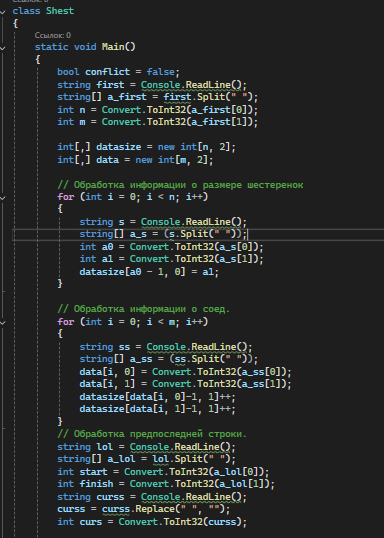 Ссылок: 0
class Shest
{
Ссылок: 0
static void Main()
{
bool conflict = false;
string first = Console.ReadLine();
string[] a_first = first.Split(" ");
int n = Convert.ToInt32(a_first[0]);
int m = Convert.ToInt32(a_first[1]);
int[,] datasize = new int[n, 2];
int[,] data = new int[m, 2];
// Обработка информации о размере шестеренок
for (int i = 0; i < n; i++)
{
string s = Console.ReadLine();
string[] a_s = (s.Split(" "));
int a0 = Convert.ToInt32(a_s[0]);
int a1 = Convert.ToInt32(a_s[1]);
datasize[a0 - 1, 0] = a1;
}
// Обработка информации о соед.
for (int i = 0; i < m; i++)
{
string ss = Console.ReadLine();
string[] a_ss = (ss.Split(" "));
data[i, 0] = Convert.ToInt32(a_ss[0]);
data[i, 1] = Convert.ToInt32(a_ss[1]);
datasize[data[i, 0]-1, 1]++;
datasize[data[i, 1]-1, 1]++;
}
// Обработка предпоследней строки.
string lol = Console.ReadLine();
string[] a_lol = lol.Split(" ");
int start = Convert.ToInt32(a_lol[0]);
int finish = Convert.ToInt32(a_lol[1]);
string curss = Console.ReadLine();
curss = curss.Replace(" ", "");
int curs = Convert.ToInt32(curss);